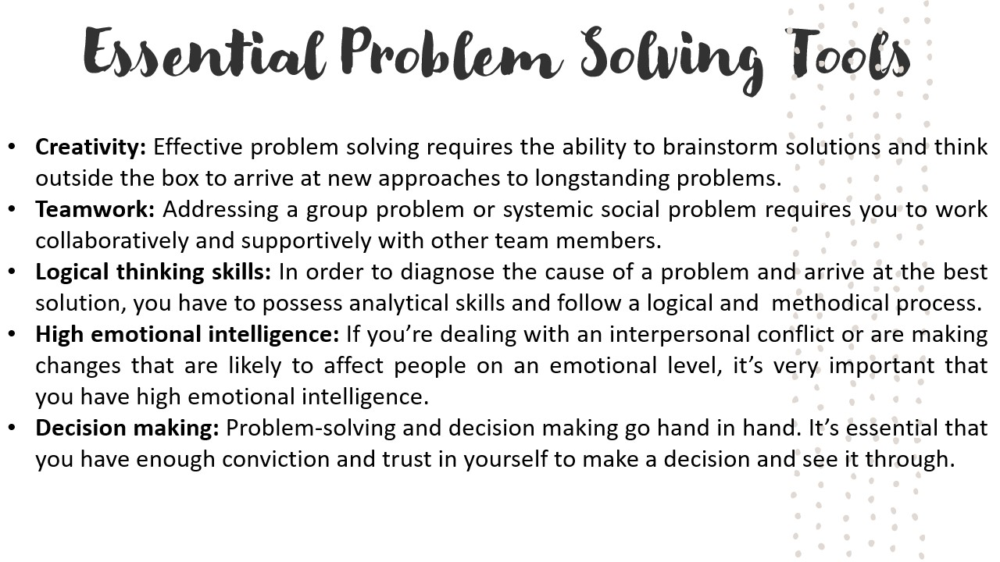 Essential Problem Solving Tools
• Creativity: Effective problem solving requires the ability to brainstorm solutions and think
outside the box to arrive at new approaches to longstanding problems.
• Teamwork: Addressing a group problem or systemic social problem requires you to work
collaboratively and supportively with other team members.
• Logical thinking skills: In order to diagnose the cause of a problem and arrive at the best
solution, you have to possess analytical skills and follow a logical and  methodical process.
• High emotional intelligence: If you’re dealing with an interpersonal conflict or are making
changes that are likely to affect people on an emotional level, it’s very important that
you have high emotional intelligence.
• Decision making: Problem-solving and decision making go hand in hand. It’s essential that
you have enough conviction and trust in yourself to make a decision and see it through.